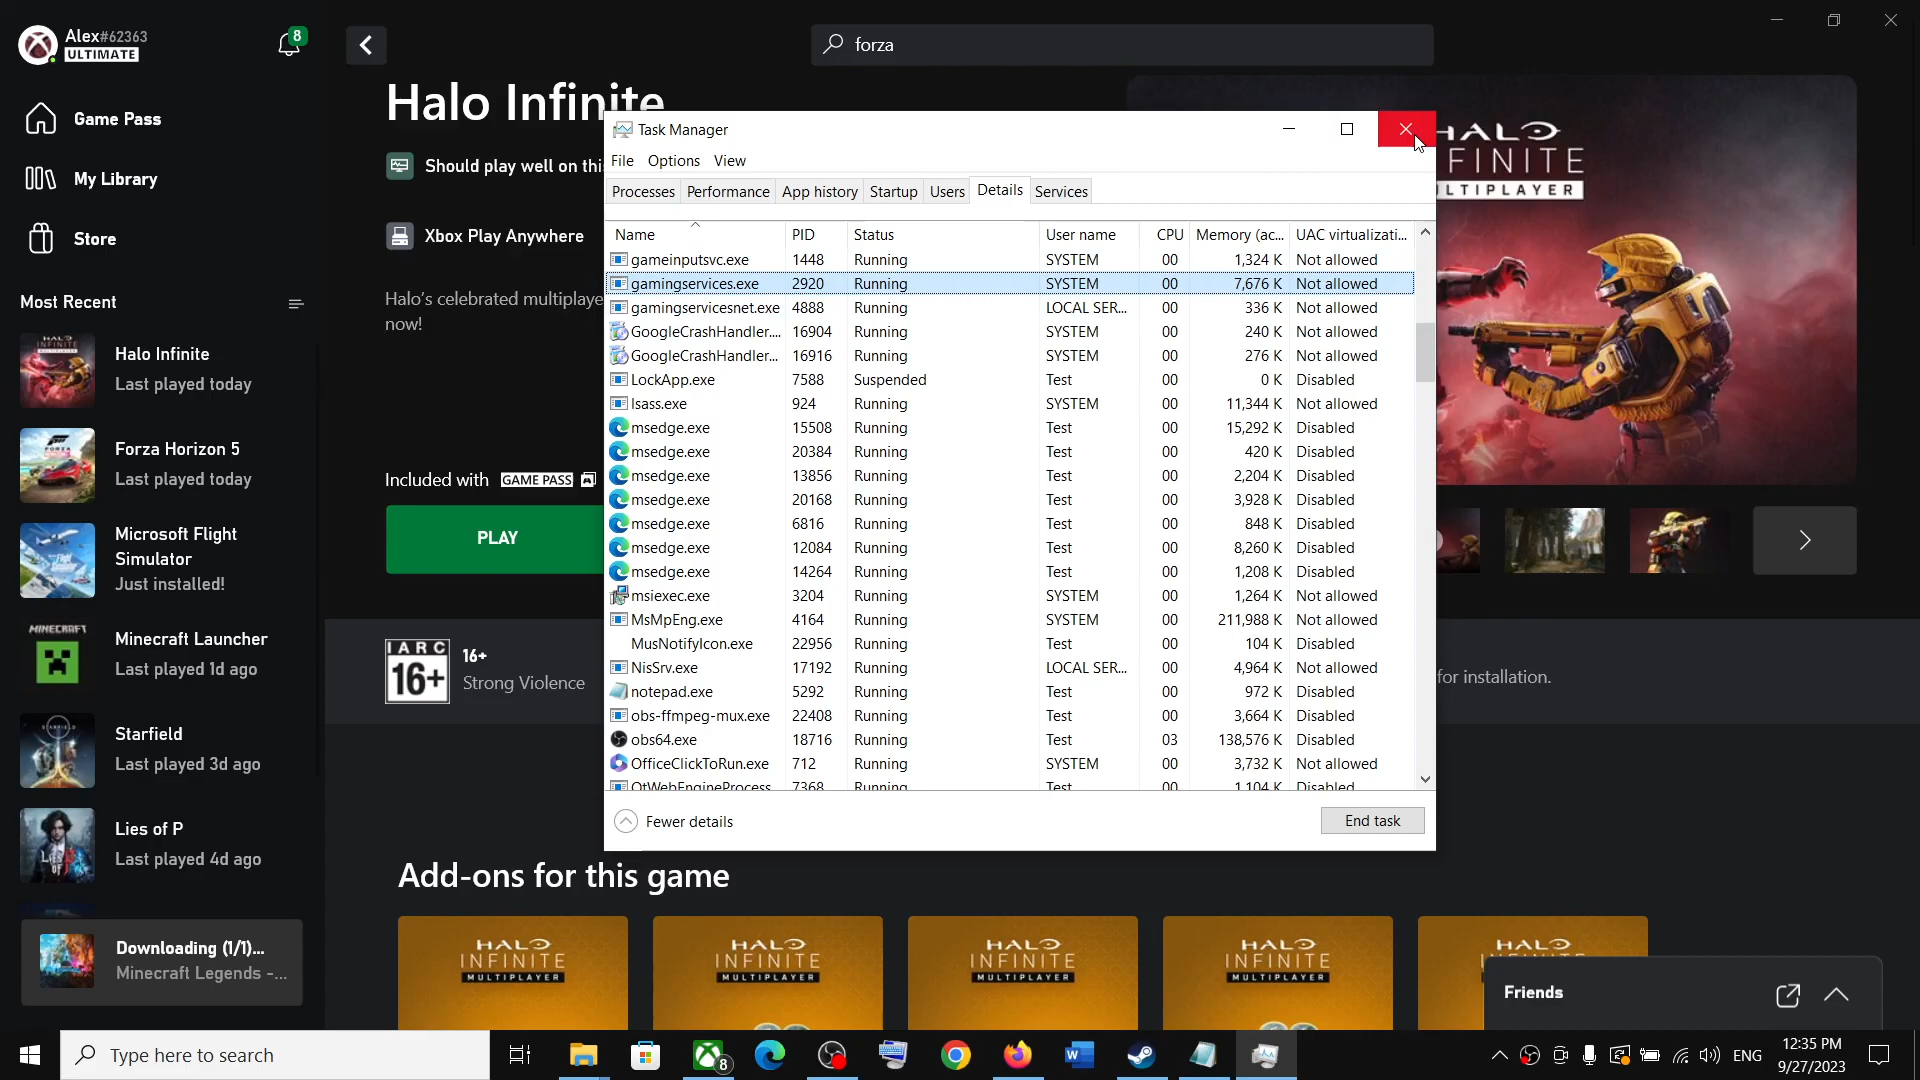 Alex#62363
ULTIMATE
8
forza
Game Pass
My Library
Store
Most Recent
Halo Infinite
Last played today
Forza Horizon 5
Last played today
Microsoft Flight
Simulator
Just installed!
MINECRAFT
Minecraft Launcher
Last played 1d ago
Starfield
Last played 3d ago
Lies of P
Last played 4d ago
Downloading (1/1)...
Minecraft Legends -...
Halo Infinite
Should play well on thi
Xbox Play Anywhere
Halo's celebrated multiplaye
now!
Included with GAME PASS
PLAY
IARC
16+
16+
Strong Violence
for installation.
HALO
FINITE
LTIPLAYER
Task Manager
File Options View
Processes Performance App history Startup Users Details Services
Name PID Status User name CPU Memory (ac... UAC virtualizati...
gameinputsvc.exe 1448 Running SYSTEM 00 1,324 K Not allowed
gamingservices.exe 2920 Running SYSTEM 00 7,676 K Not allowed
gamingservicesnet.exe 4888 Running LOCAL SER... 00 336 K Not allowed
GoogleCrashHandler.... 16904 Running SYSTEM 00 240 K Not allowed
GoogleCrashHandler... 16916 Running SYSTEM 00 276 K Not allowed
LockApp.exe 7588 Suspended Test 00 0 K Disabled
lsass.exe 924 Running SYSTEM 00 11,344 K Not allowed
msedge.exe 15508 Running Test 00 15,292 K Disabled
msedge.exe 20384 Running Test 00 420 K Disabled
msedge.exe 13856 Running Test 00 2,204 K Disabled
msedge.exe 20168 Running Test 00 3,928 K Disabled
msedge.exe 6816 Running Test 00 848 K Disabled
msedge.exe 12084 Running Test 00 8,260 K Disabled
msedge.exe 14264 Running Test 00 1,208 K Disabled
msiexec.exe 3204 Running SYSTEM 00 1,264 K Not allowed
MsMpEng.exe 4164 Running SYSTEM 00 211,988 K Not allowed
MusNotifyIcon.exe 22956 Running Test 00 104 K Disabled
NisSrv.exe 17192 Running LOCAL SER... 00 4,964 K Not allowed
notepad.exe 5292 Running Test 00 972 K Disabled
obs-ffmpeg-mux.exe 22408 Running Test 00 3,664 K Disabled
obs64.exe 18716 Running Test 03 138,576 K Disabled
OfficeClickToRun.exe 712 Running SYSTEM 00 3,732 K Not allowed
QtWebEngineProcess 7368 Running Test 00 1,104 K Disabled
Fewer details
End task
Add-ons for this game
HALO INFINITE MULTIPLAYER
HALO INFINITE MULTIPLAYER
HALO INFINITE MULTIPLAYER
HALO INFINITE MULTIPLAYER
HALO
Friends
Type here to search
8
ENG
12:35 PM
9/27/2023